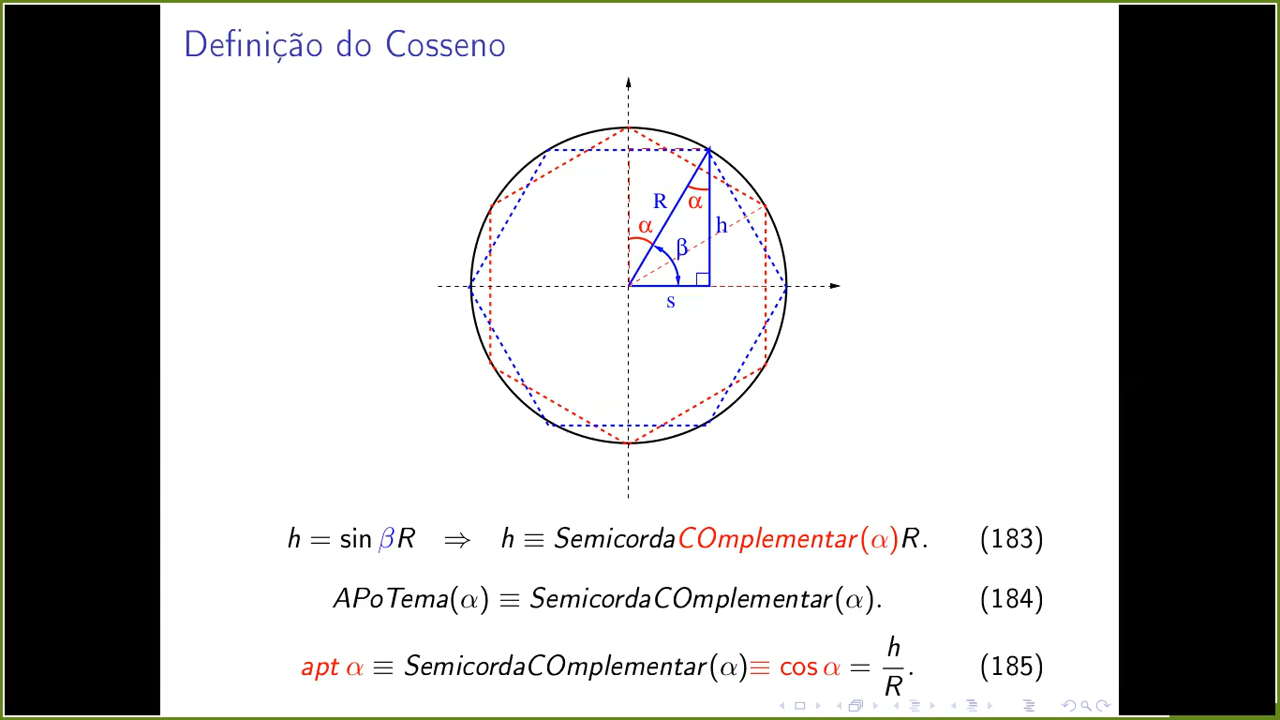 Definição do Cosseno
R
α
α
h
β
s
h = sin βR ⇒ h ≡ SemicordaCOmplementar(α)R. (183)
APoTema(α) ≡ SemicordaCOmplementar(α). (184)
apt α ≡ SemicordaCOmplementar(α)≡ cos α = h/R. (185)